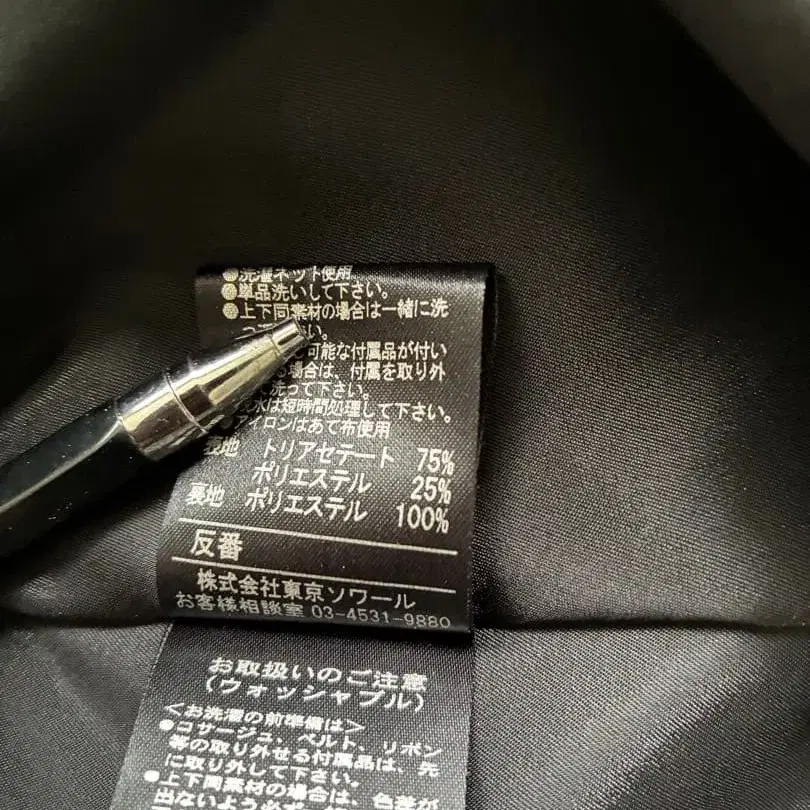 ●洗濯ネット使用
●単品洗いして下さい。
●上下同素材の場合は一緒に洗
い。
可能な付属品が付い
場合は、付属を取り外
洗って下さい。
水は短時間処理して下さい。
●アイロンはあて布使用
表地 トリアセテート 75%
ポリエステル 25%
裏地 ポリエステル 100%
反番
株式会社東京ソワール
お客様相談室 03-4531-9880
お取扱いのご注意
(ウォッシャブル)
<お洗濯の前準備は>
●コサージュ、ベルト、リボン
等の取り外せる付属品は、先
に取り外して下さい。
●上下同素材の場合は、色差が
出ないよう必ず